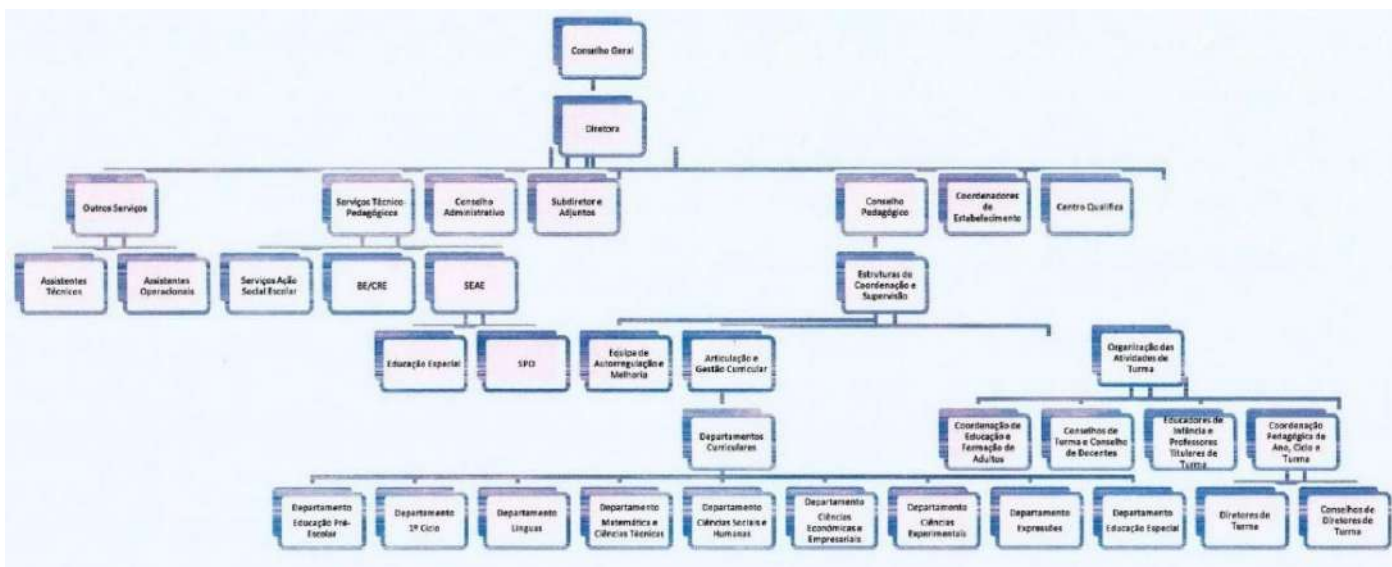 Conselho Geral
Diretora
Outros Serviços
Serviços Técnico
Pedagógicos
Conselho
Administrativo
Subdiretor e
Adjuntos
Conselho
Pedagógico
Coordenadores
de
Estabelecimento
Centro Qualifica
Assistentes
Técnicos
Assistentes
Operacionais
Serviços Ação
Social Escolar
BE/CRE
SEAE
Estruturas de
Coordenação e
Supervisão
Educação Especial
SPO
Equipa de
Autorregulação e
Melhoria
Articulação e
Gestão Curricular
Organização das
Atividades de
Turma
Departamentos
Curriculares
Coordenação de
Educação e
Formação de
Adultos
Conselhos de
Turma e Conselho
de Docentes
Educadores de
Infância e
Professores
Titulares de
Turma
Coordenação
Pedagógica de
Ano, Ciclo e
Turma
Departamento
Educação Pré-
Escolar
Departamento
1º Ciclo
Departamento
Línguas
Departamento
Matemática e
Ciências Técnicas
Departamento
Ciências Sociais e
Humanas
Departamento
Ciências
Económicas e
Empresariais
Departamento
Ciências
Experimentais
Departamento
Expressões
Departamento
Educação Especial
Diretores de
Turma
Conselhos de
Diretores de Turma